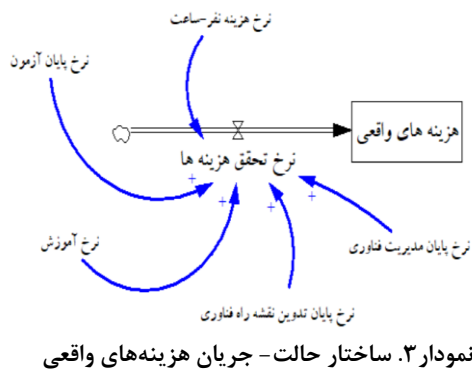 نرخ هزینه نفر-ساعت
نرخ پایان آزمون
هزینه های واقعی
نرخ تحقق هزینه ها
+
+
+
+
نرخ آموزش
نرخ پایان مدیریت فناوری
نرخ پایان تدوین نقشه راه فناوری
نمودار۳. ساختار حالت- جریان هزینه‌های واقعی